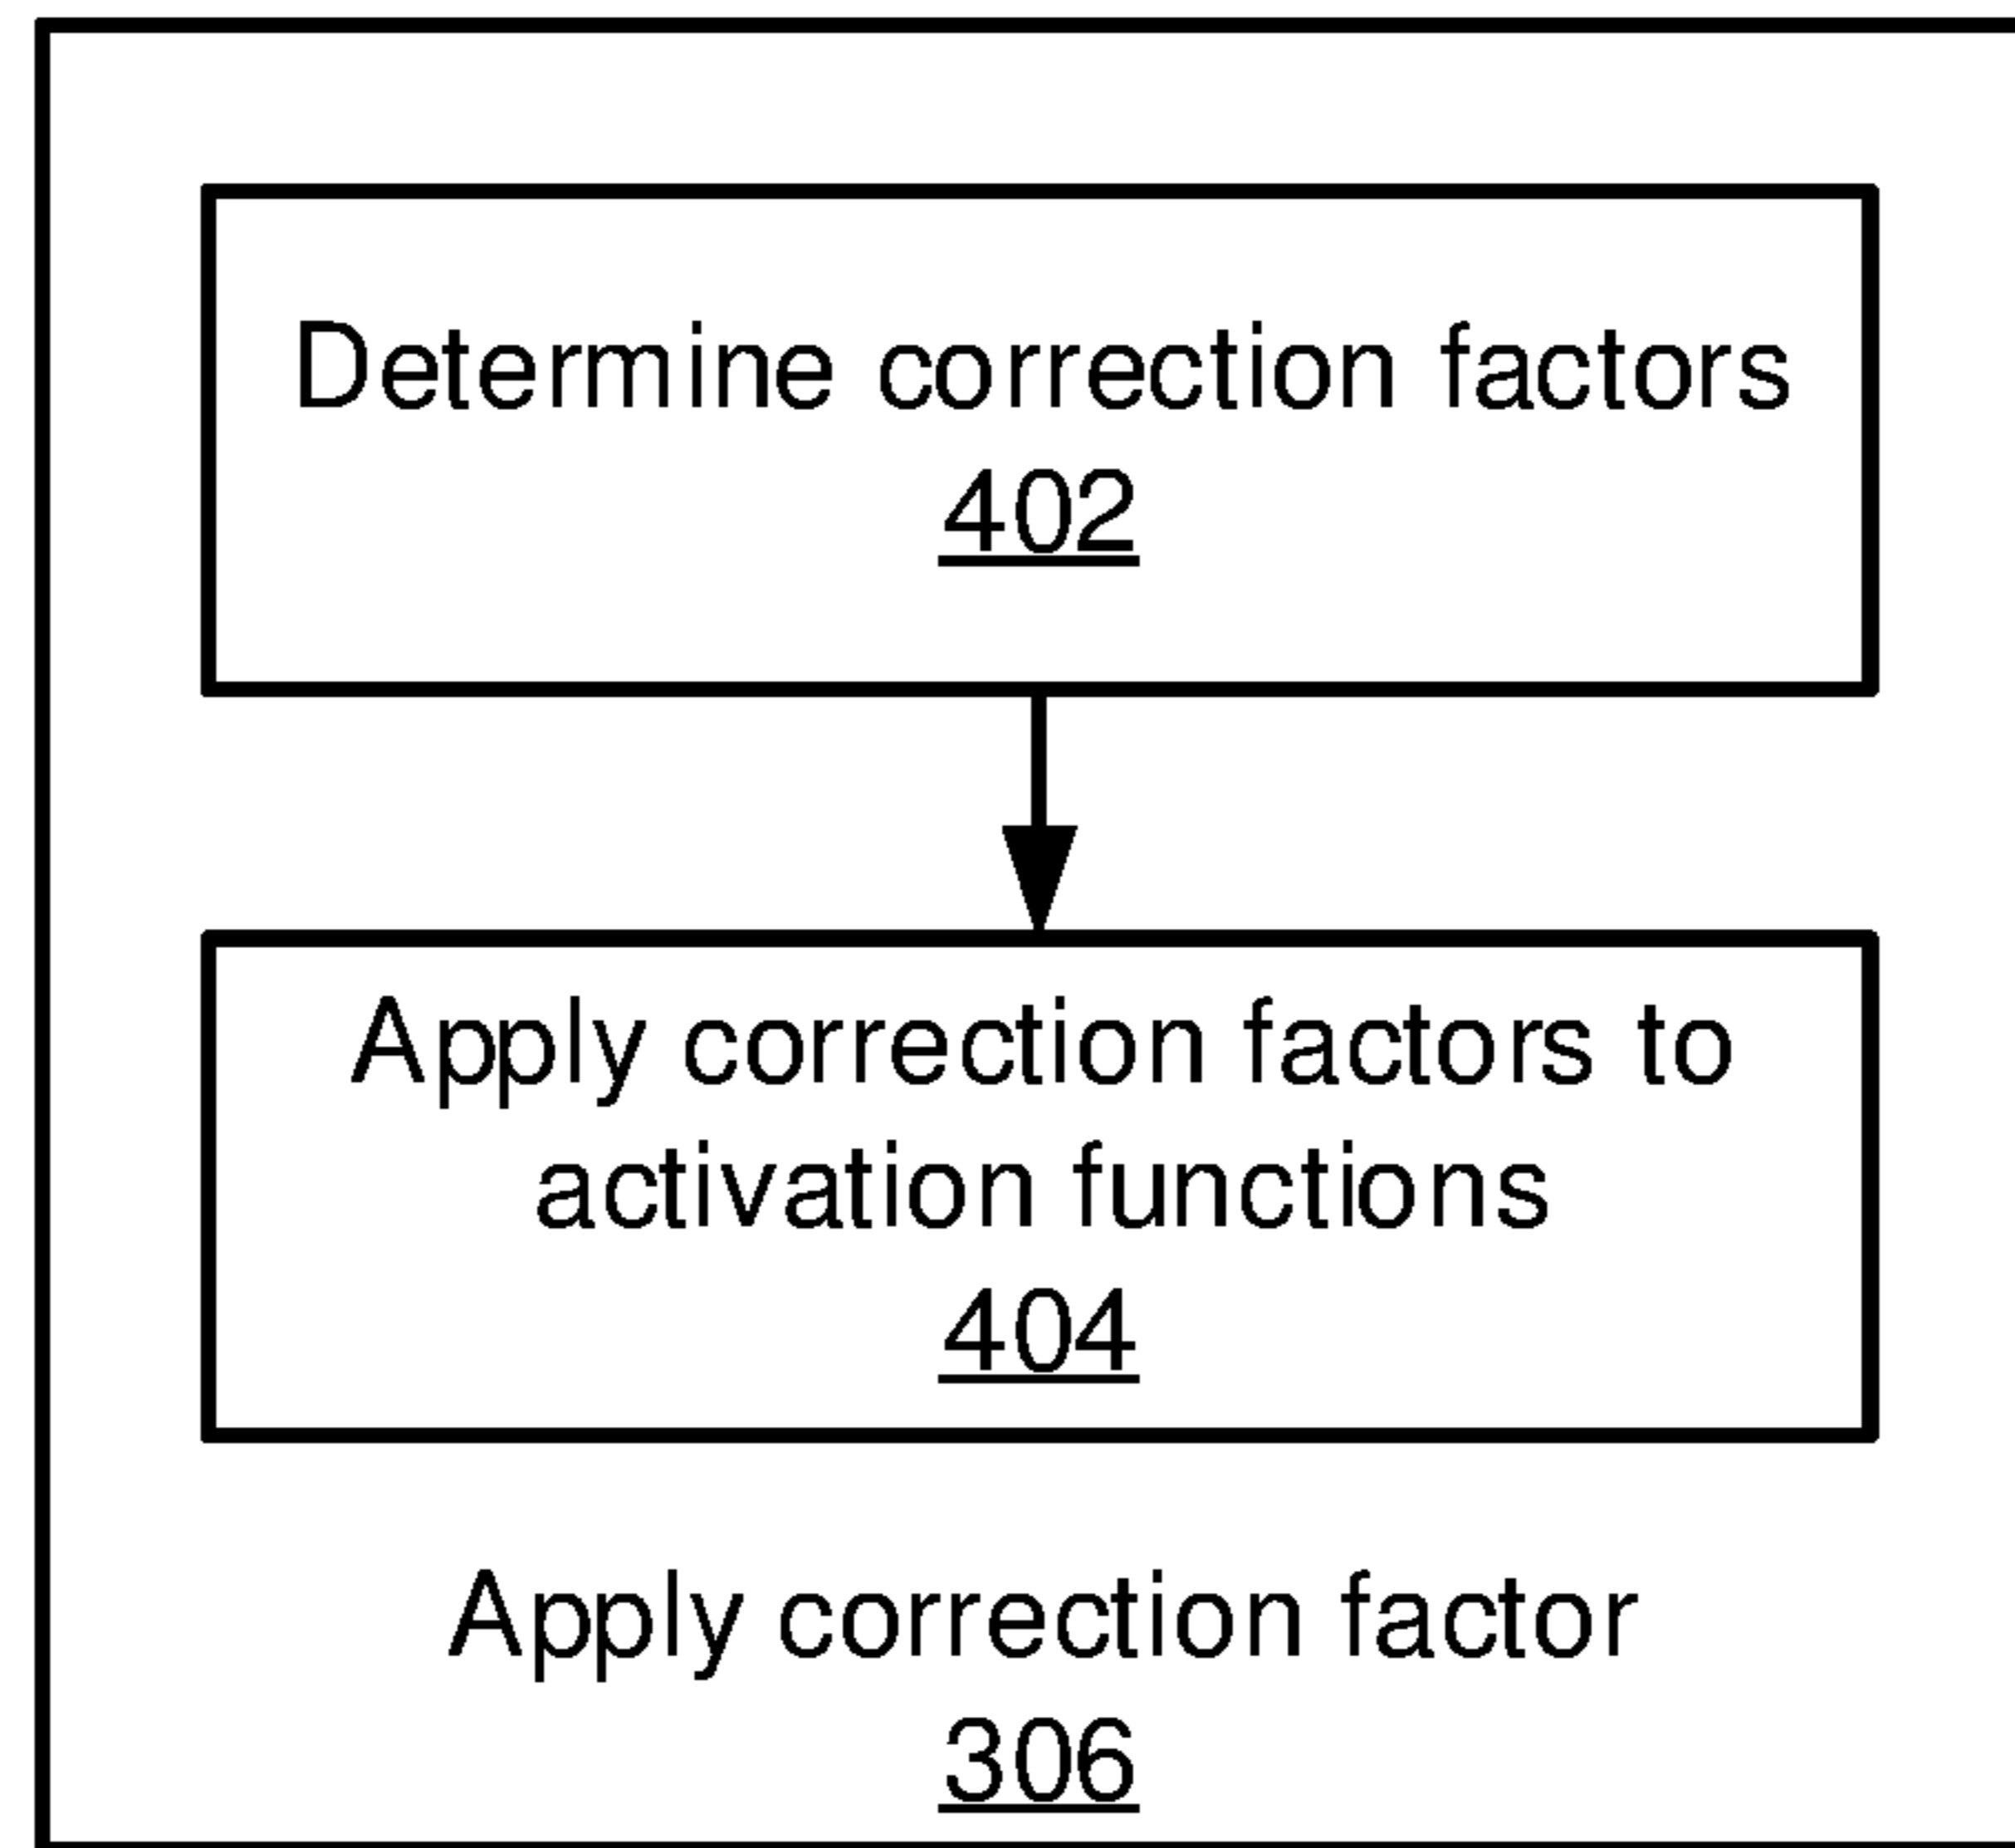 Determine correction factors
402
Apply correction factors to
activation functions
404
Apply correction factor
306